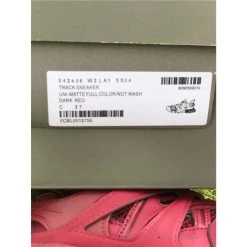 542436 W2LA1 5504
TRACK SNEAKER
UNI-MATTE FULL COLOR/NOT WASH
DARK RED
C 37